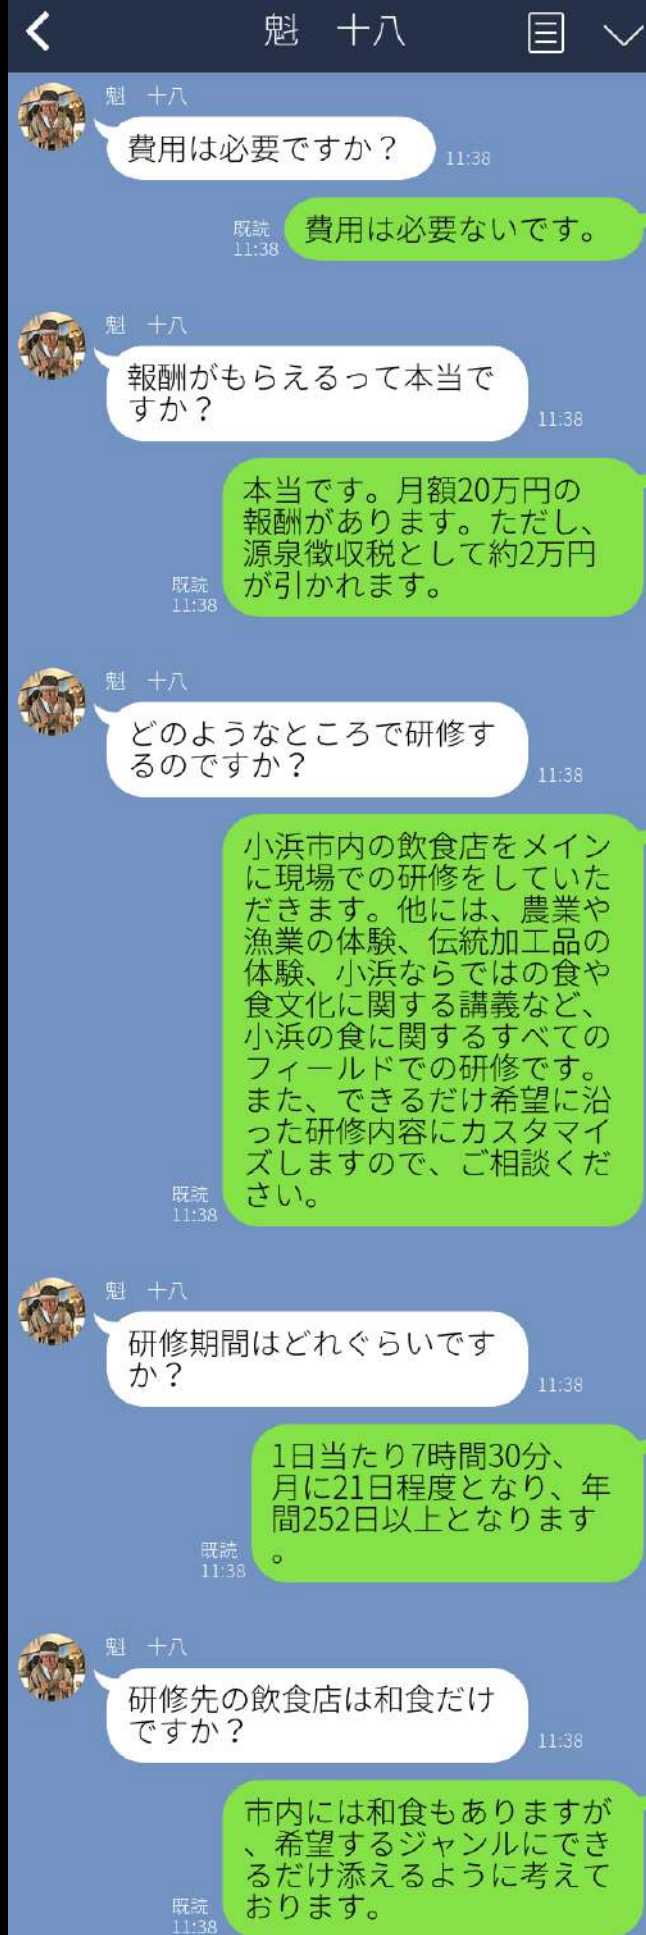 魁　十八
魁　十八
費用は必要ですか？
11:38
費用は必要ないです。
既読
11:38
魁　十八
報酬がもらえるって本当で
すか？
11:38
本当です。月額20万円の
報酬があります。ただし、
源泉徴収税として約2万円
が引かれます。
既読
11:38
魁　十八
どのようなところで研修す
るのですか？
11:38
小浜市内の飲食店をメイン
に現場での研修をしていた
だきます。他には、農業や
漁業の体験、伝統加工品の
体験、小浜ならではの食や
食文化に関する講義など、
小浜の食に関するすべての
フィールドでの研修です。
また、できるだけ希望に沿
った研修内容にカスタマイ
ズしますので、ご相談くだ
さい。
既読
11:38
魁　十八
研修期間はどれぐらいです
か？
11:38
1日当たり7時間30分、
月に21日程度となり、年
間252日以上となります
。
既読
11:38
魁　十八
研修先の飲食店は和食だけ
ですか？
11:38
市内には和食もありますが
、希望するジャンルにでき
るだけ添えるように考えて
おります。
既読
11:38